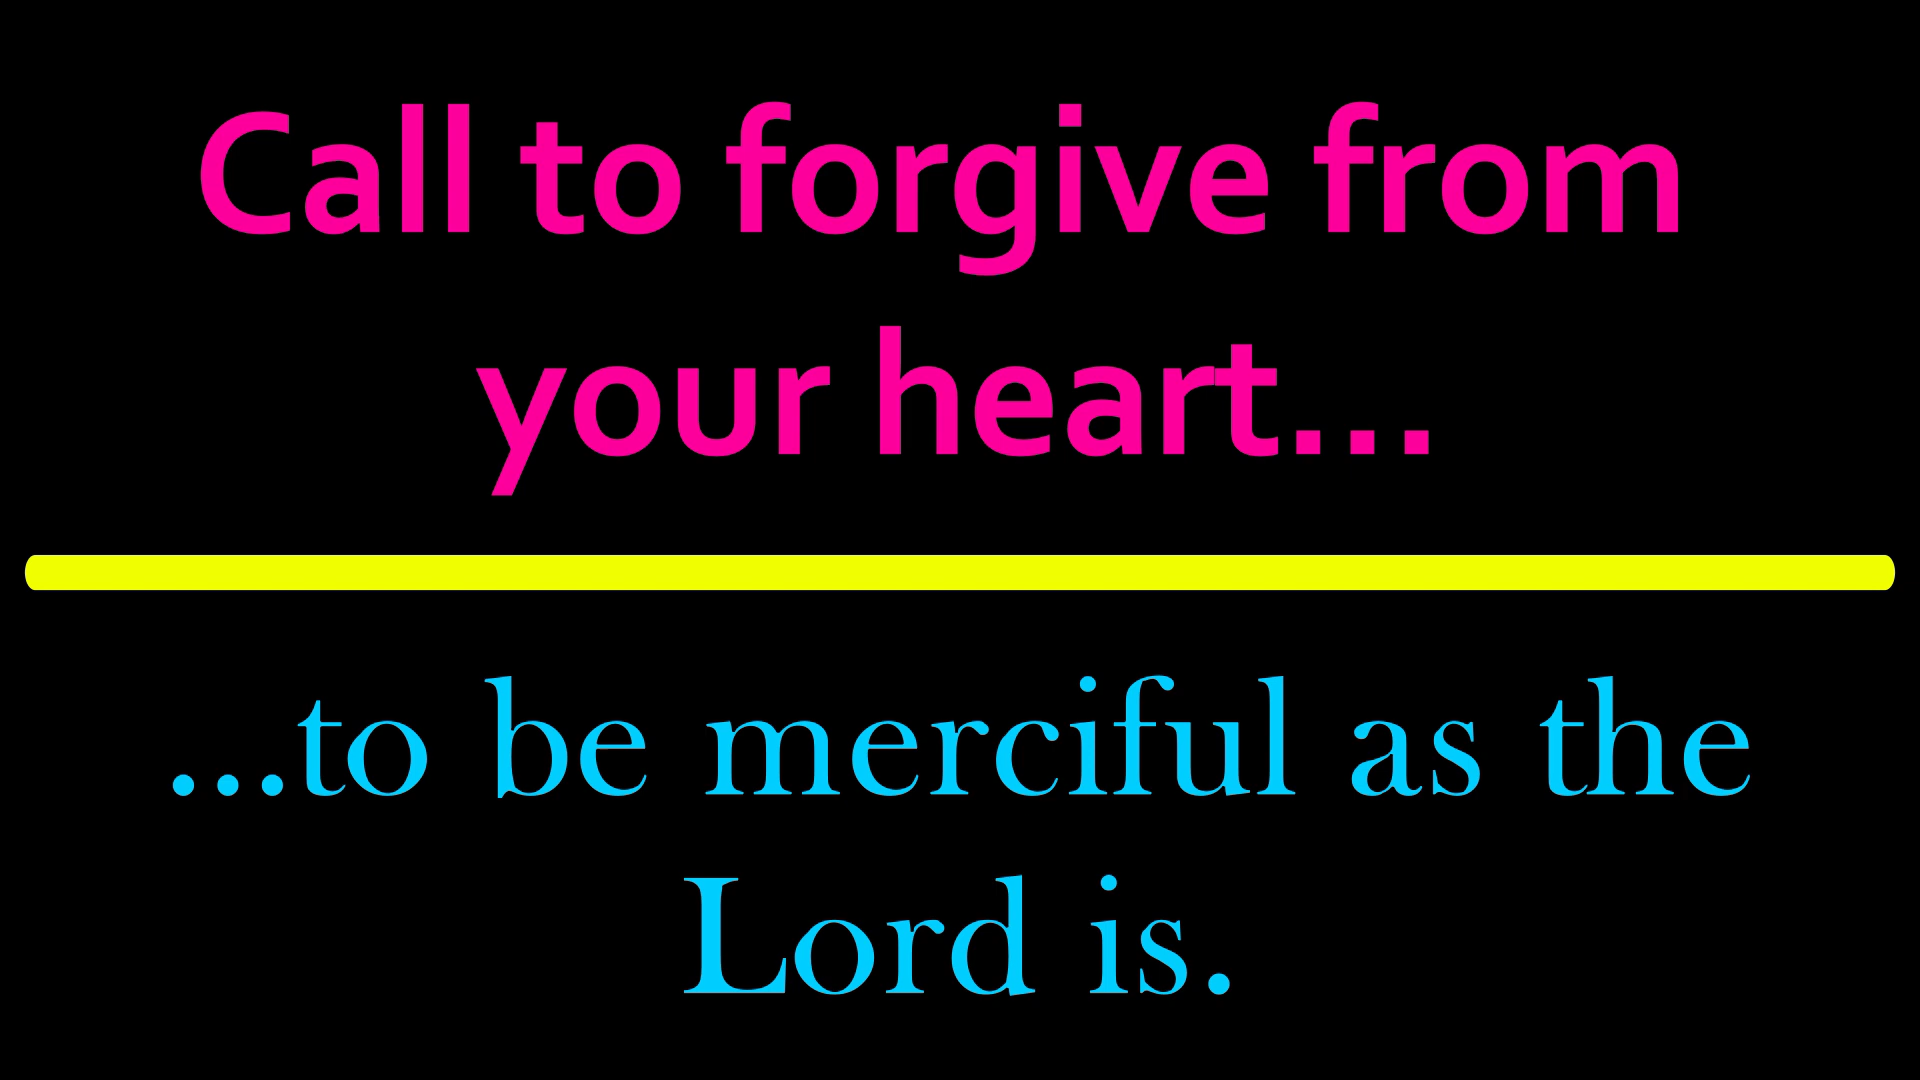 Call to forgive from
your heart...
...to be merciful as the
Lord is.